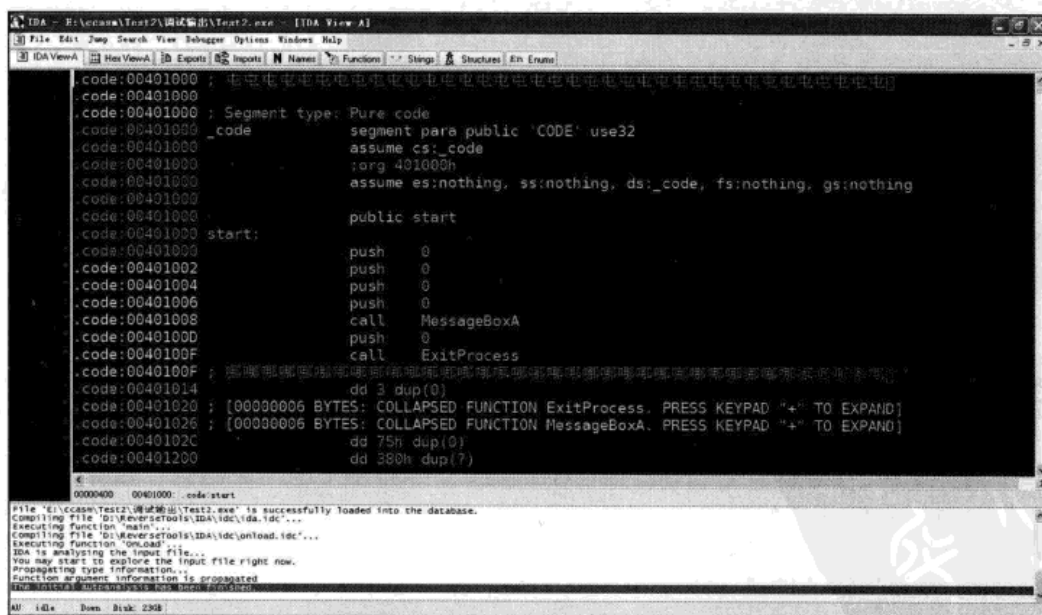 IDA - E:\ccasm\Test2\调试输出\Test2.exe - [IDA View-A]
File Edit Jump Search View Debugger Options Windows Help
IDA View-A Hex View-A Exports Imports N Names Functions Strings Structures En Enums
.code:00401000 ;
.code:00401000
.code:00401000 ; Segment type: Pure code
.code:00401000 _code segment para public 'CODE' use32
.code:00401000 assume cs:_code
.code:00401000 ;org 401000h
.code:00401000 assume es:nothing, ss:nothing, ds:_code, fs:nothing, gs:nothing
.code:00401000
.code:00401000 public start
.code:00401000 start:
.code:00401000 push 0
.code:00401002 push 0
.code:00401004 push 0
.code:00401006 push 0
.code:00401008 call MessageBoxA
.code:0040100D push 0
.code:0040100F call ExitProcess
.code:0040100F ;
.code:00401014 dd 3 dup(0)
.code:00401020 ; [00000006 BYTES: COLLAPSED FUNCTION ExitProcess. PRESS KEYPAD "+" TO EXPAND]
.code:00401026 ; [00000006 BYTES: COLLAPSED FUNCTION MessageBoxA. PRESS KEYPAD "+" TO EXPAND]
.code:0040102C dd 75h dup(0)
.code:00401200 dd 380h dup(?)
00000400 00401000: .code:start
File 'E:\ccasm\Test2\调试输出\Test2.exe' is successfully loaded into the database.
Compiling file 'D:\ReverseTools\IDA\idc\ida.idc'...
Executing function 'main'...
Compiling file 'D:\ReverseTools\IDA\idc\onload.idc'...
Executing function 'OnLoad'...
IDA is analysing the input file...
You may start to explore the input file right now.
Propagating type information...
Function argument information is propagated
The initial autoanalysis has been finished.
AU: idle Down Disk: 23GB